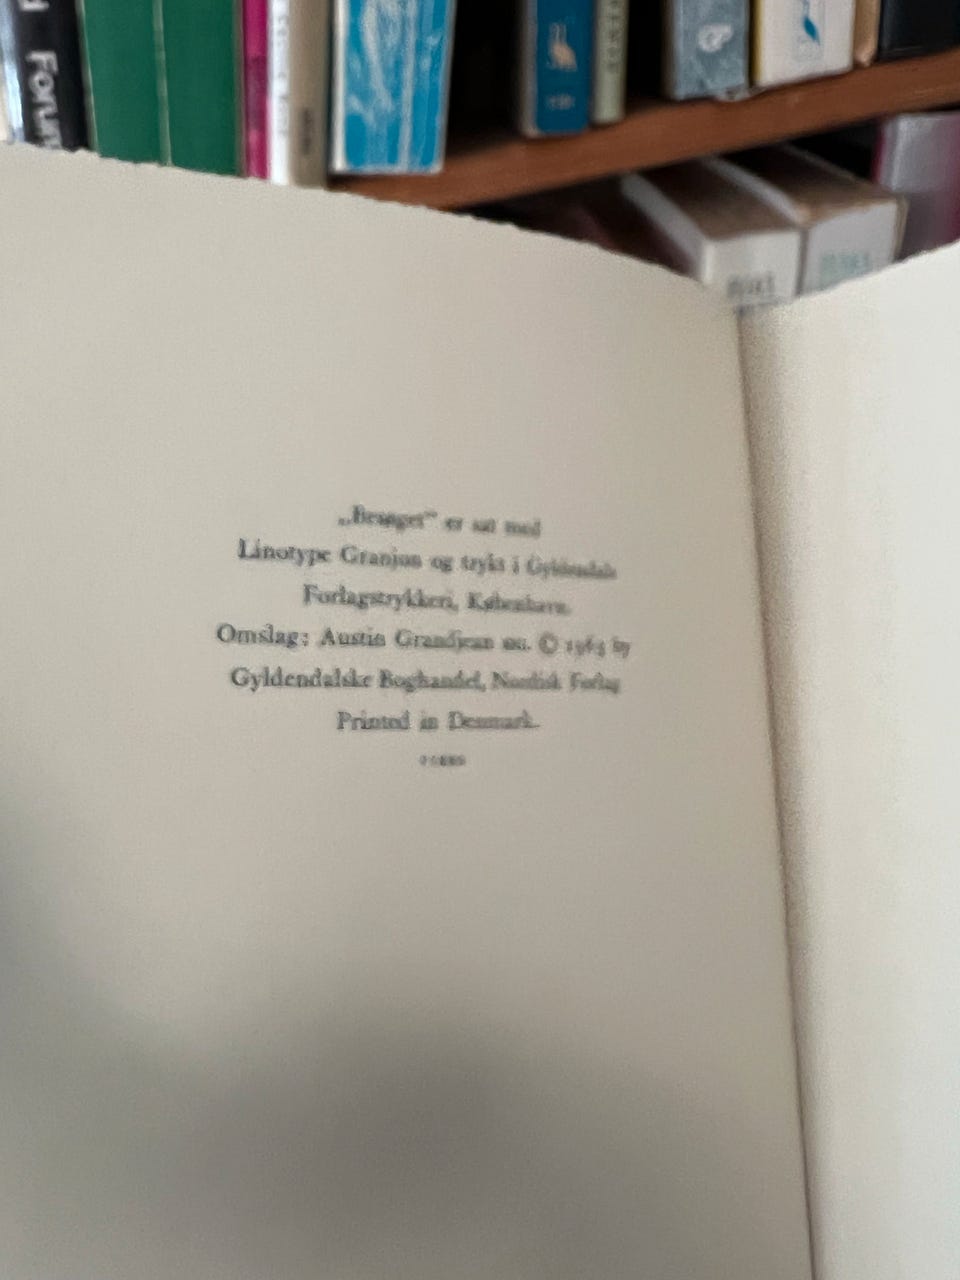 Forum
er sat med
Linotype Granjon og trykt i Gyldendals
Forlagstrykkeri, København.
Omslag: Austin Grandjean © by
Gyldendalske Boghandel, Nordisk Forlag
Printed in Denmark.